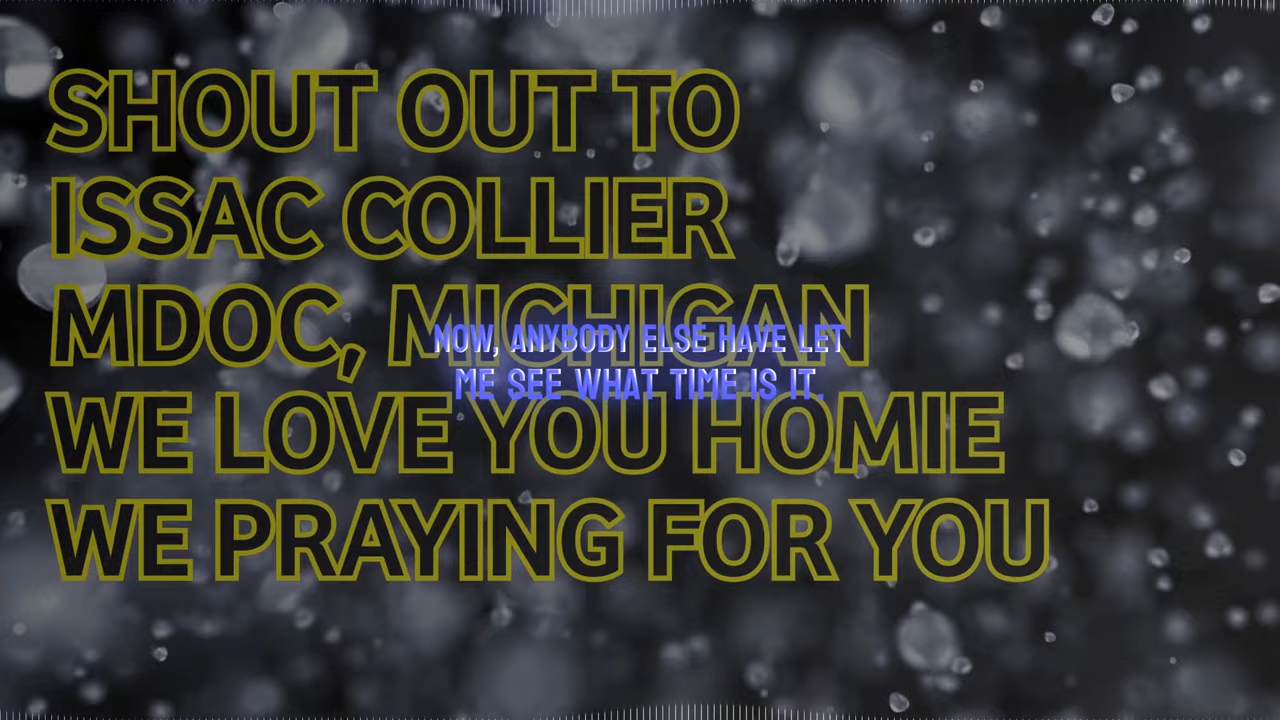 SHOUT OUT TO
ISSAC COLLIER
MDOC, MICHIGAN
NOW, ANYBODY ELSE HAVE LET
ME SEE WHAT TIME IS IT.
WE LOVE YOU HOMIE
WE PRAYING FOR YOU